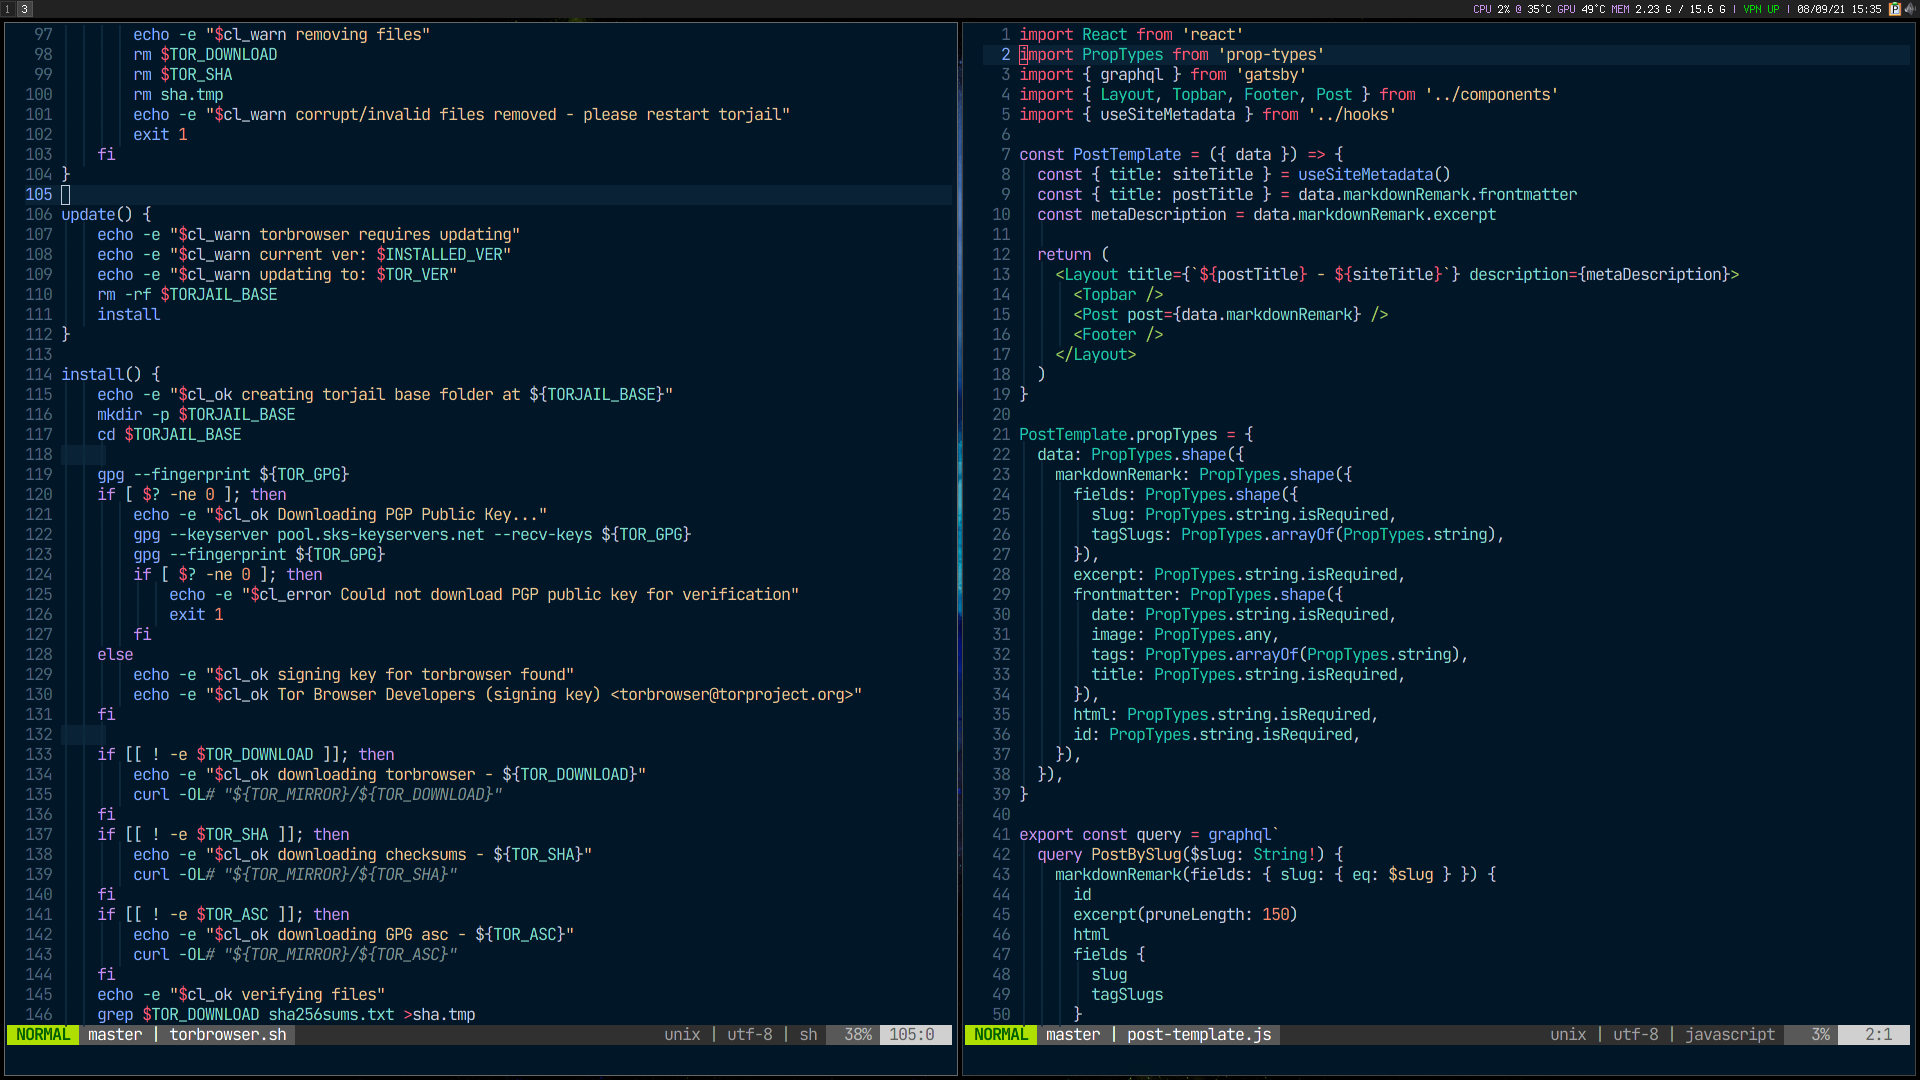 1 3
CPU 2% @ 35°C GPU 49°C MEM 2.23 G / 15.6 G | VPN UP | 08/09/21 15:35
97 echo -e "$cl_warn removing files"
98 rm $TOR_DOWNLOAD
99 rm $TOR_SHA
100 rm sha.tmp
101 echo -e "$cl_warn corrupt/invalid files removed - please restart torjail"
102 exit 1
103 fi
104 }
105
106 update() {
107 echo -e "$cl_warn torbrowser requires updating"
108 echo -e "$cl_warn current ver: $INSTALLED_VER"
109 echo -e "$cl_warn updating to: $TOR_VER"
110 rm -rf $TORJAIL_BASE
111 install
112 }
113
114 install() {
115 echo -e "$cl_ok creating torjail base folder at ${TORJAIL_BASE}"
116 mkdir -p $TORJAIL_BASE
117 cd $TORJAIL_BASE
118
119 gpg --fingerprint ${TOR_GPG}
120 if [ $? -ne 0 ]; then
121 echo -e "$cl_ok Downloading PGP Public Key..."
122 gpg --keyserver pool.sks-keyservers.net --recv-keys ${TOR_GPG}
123 gpg --fingerprint ${TOR_GPG}
124 if [ $? -ne 0 ]; then
125 echo -e "$cl_error Could not download PGP public key for verification"
126 exit 1
127 fi
128 else
129 echo -e "$cl_ok signing key for torbrowser found"
130 echo -e "$cl_ok Tor Browser Developers (signing key) <torbrowser@torproject.org>"
131 fi
132
133 if [[ ! -e $TOR_DOWNLOAD ]]; then
134 echo -e "$cl_ok downloading torbrowser - ${TOR_DOWNLOAD}"
135 curl -OL# "${TOR_MIRROR}/${TOR_DOWNLOAD}"
136 fi
137 if [[ ! -e $TOR_SHA ]]; then
138 echo -e "$cl_ok downloading checksums - ${TOR_SHA}"
139 curl -OL# "${TOR_MIRROR}/${TOR_SHA}"
140 fi
141 if [[ ! -e $TOR_ASC ]]; then
142 echo -e "$cl_ok downloading GPG asc - ${TOR_ASC}"
143 curl -OL# "${TOR_MIRROR}/${TOR_ASC}"
144 fi
145 echo -e "$cl_ok verifying files"
146 grep $TOR_DOWNLOAD sha256sums.txt >sha.tmp
NORMAL master | torbrowser.sh unix | utf-8 | sh 38% 105:0
1 import React from 'react'
2 import PropTypes from 'prop-types'
3 import { graphql } from 'gatsby'
4 import { Layout, Topbar, Footer, Post } from '../components'
5 import { useSiteMetadata } from '../hooks'
6
7 const PostTemplate = ({ data }) => {
8 const { title: siteTitle } = useSiteMetadata()
9 const { title: postTitle } = data.markdownRemark.frontmatter
10 const metaDescription = data.markdownRemark.excerpt
11
12 return (
13 <Layout title={`${postTitle} - ${siteTitle}`} description={metaDescription}>
14 <Topbar />
15 <Post post={data.markdownRemark} />
16 <Footer />
17 </Layout>
18 )
19 }
20
21 PostTemplate.propTypes = {
22 data: PropTypes.shape({
23 markdownRemark: PropTypes.shape({
24 fields: PropTypes.shape({
25 slug: PropTypes.string.isRequired,
26 tagSlugs: PropTypes.arrayOf(PropTypes.string),
27 }),
28 excerpt: PropTypes.string.isRequired,
29 frontmatter: PropTypes.shape({
30 date: PropTypes.string.isRequired,
31 image: PropTypes.any,
32 tags: PropTypes.arrayOf(PropTypes.string),
33 title: PropTypes.string.isRequired,
34 }),
35 html: PropTypes.string.isRequired,
36 id: PropTypes.string.isRequired,
37 }),
38 }),
39 }
40
41 export const query = graphql`
42 query PostBySlug($slug: String!) {
43 markdownRemark(fields: { slug: { eq: $slug } }) {
44 id
45 excerpt(pruneLength: 150)
46 html
47 fields {
48 slug
49 tagSlugs
50 }
NORMAL master | post-template.js unix | utf-8 | javascript 3% 2:1